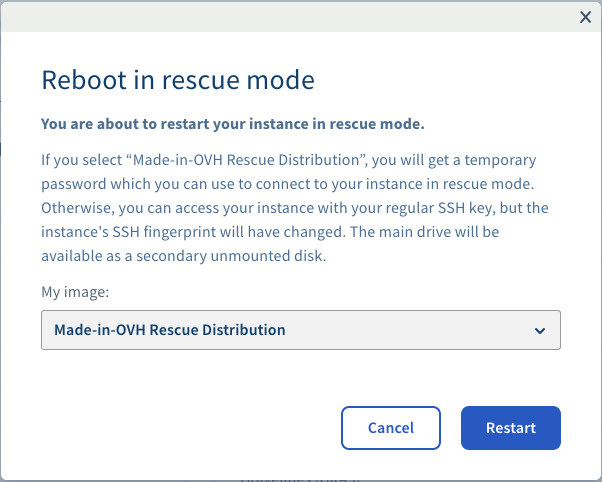 Reboot in rescue mode
You are about to restart your instance in rescue mode.
If you select “Made-in-OVH Rescue Distribution”, you will get a temporary
password which you can use to connect to your instance in rescue mode.
Otherwise, you can access your instance with your regular SSH key, but the
instance's SSH fingerprint will have changed. The main drive will be
available as a secondary unmounted disk.
My image:
Made-in-OVH Rescue Distribution
Cancel
Restart